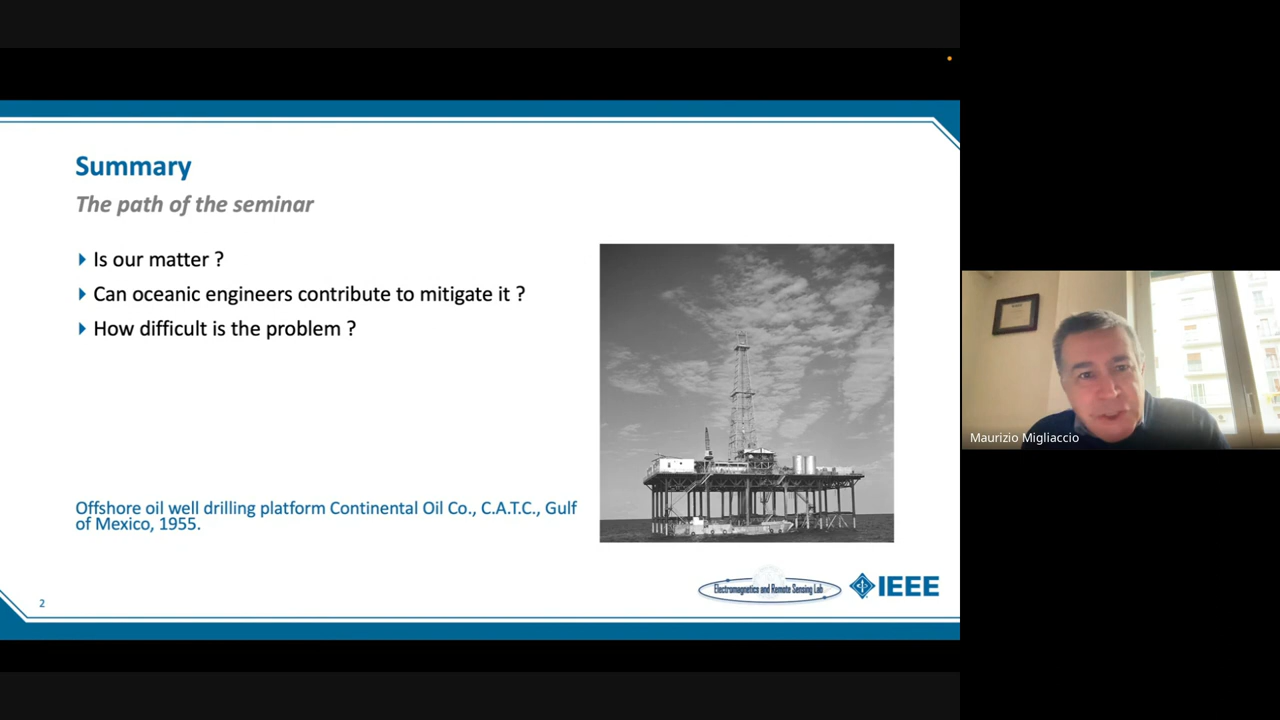 Summary
The path of the seminar
Is our matter ?
Can oceanic engineers contribute to mitigate it ?
How difficult is the problem ?
Offshore oil well drilling platform Continental Oil Co., C.A.T.C., Gulf
of Mexico, 1955.
2
Electromagnetics and Remote Sensing Lab
IEEE
Maurizio Migliaccio